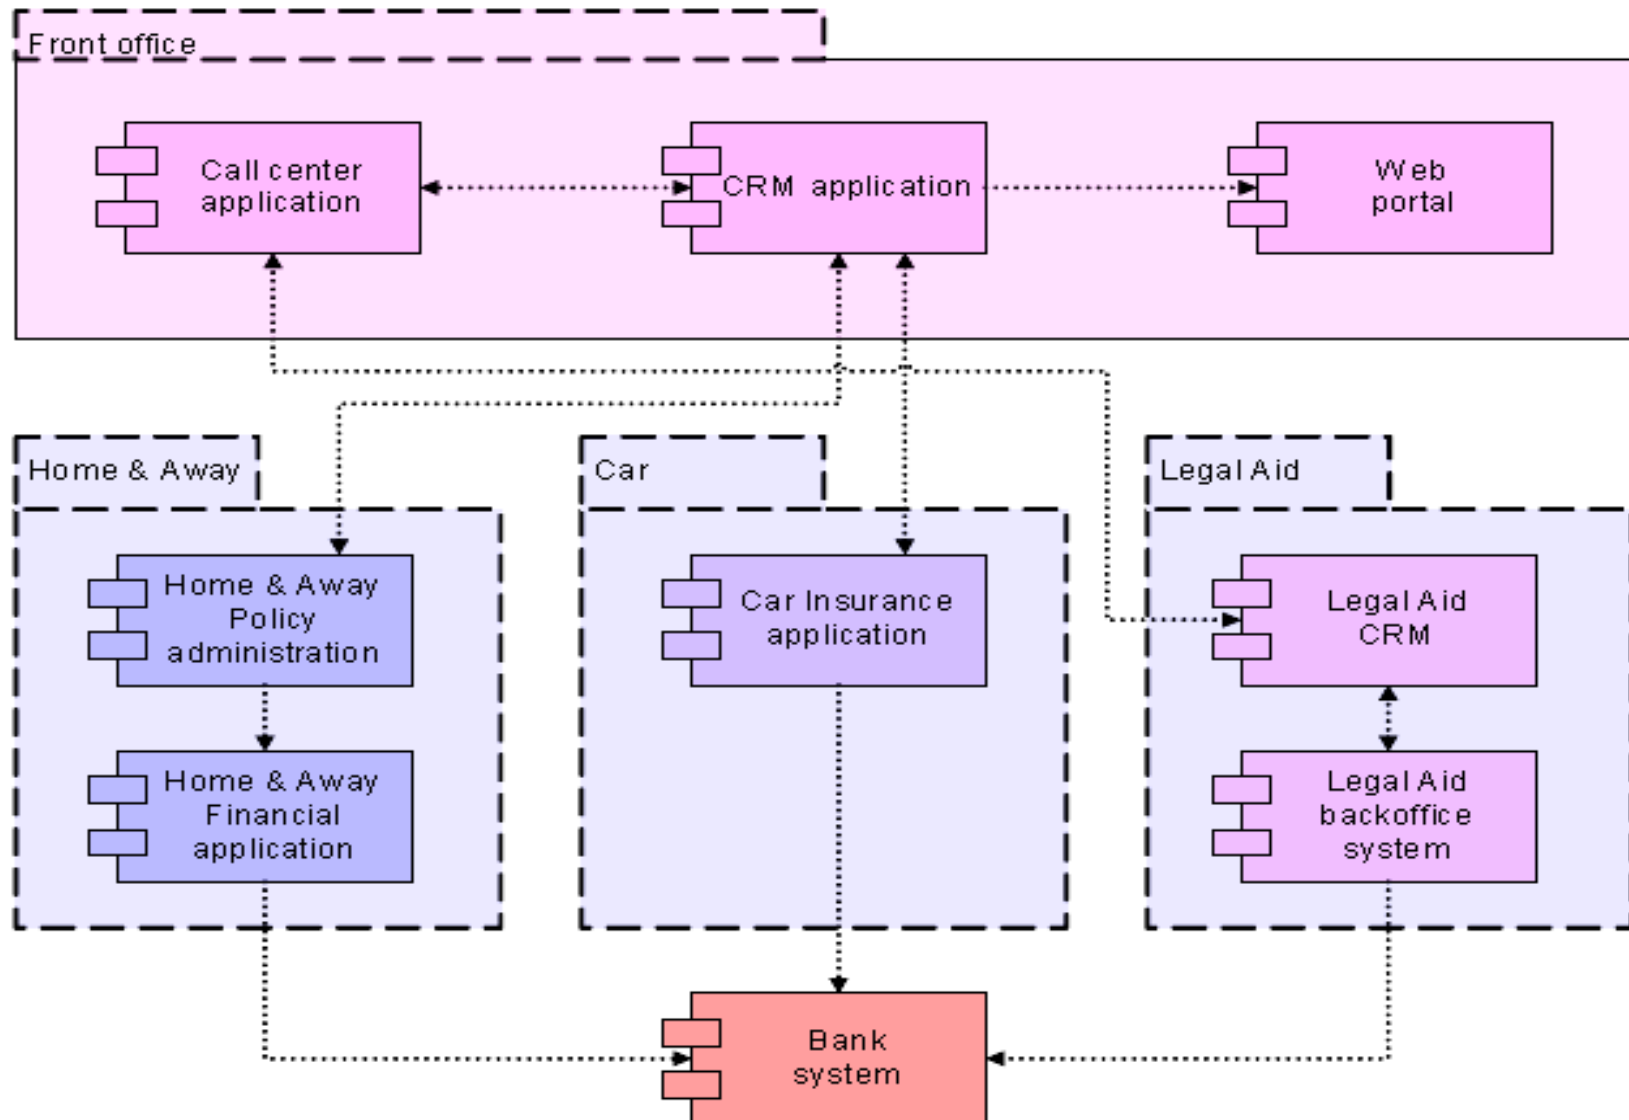 Front office
Call center
application
CRM application
Web
portal
Home & Away
Car
Legal Aid
Home & Away
Policy
administration
Car Insurance
application
Legal Aid
CRM
Home & Away
Financial
application
Legal Aid
backoffice
system
Bank
system